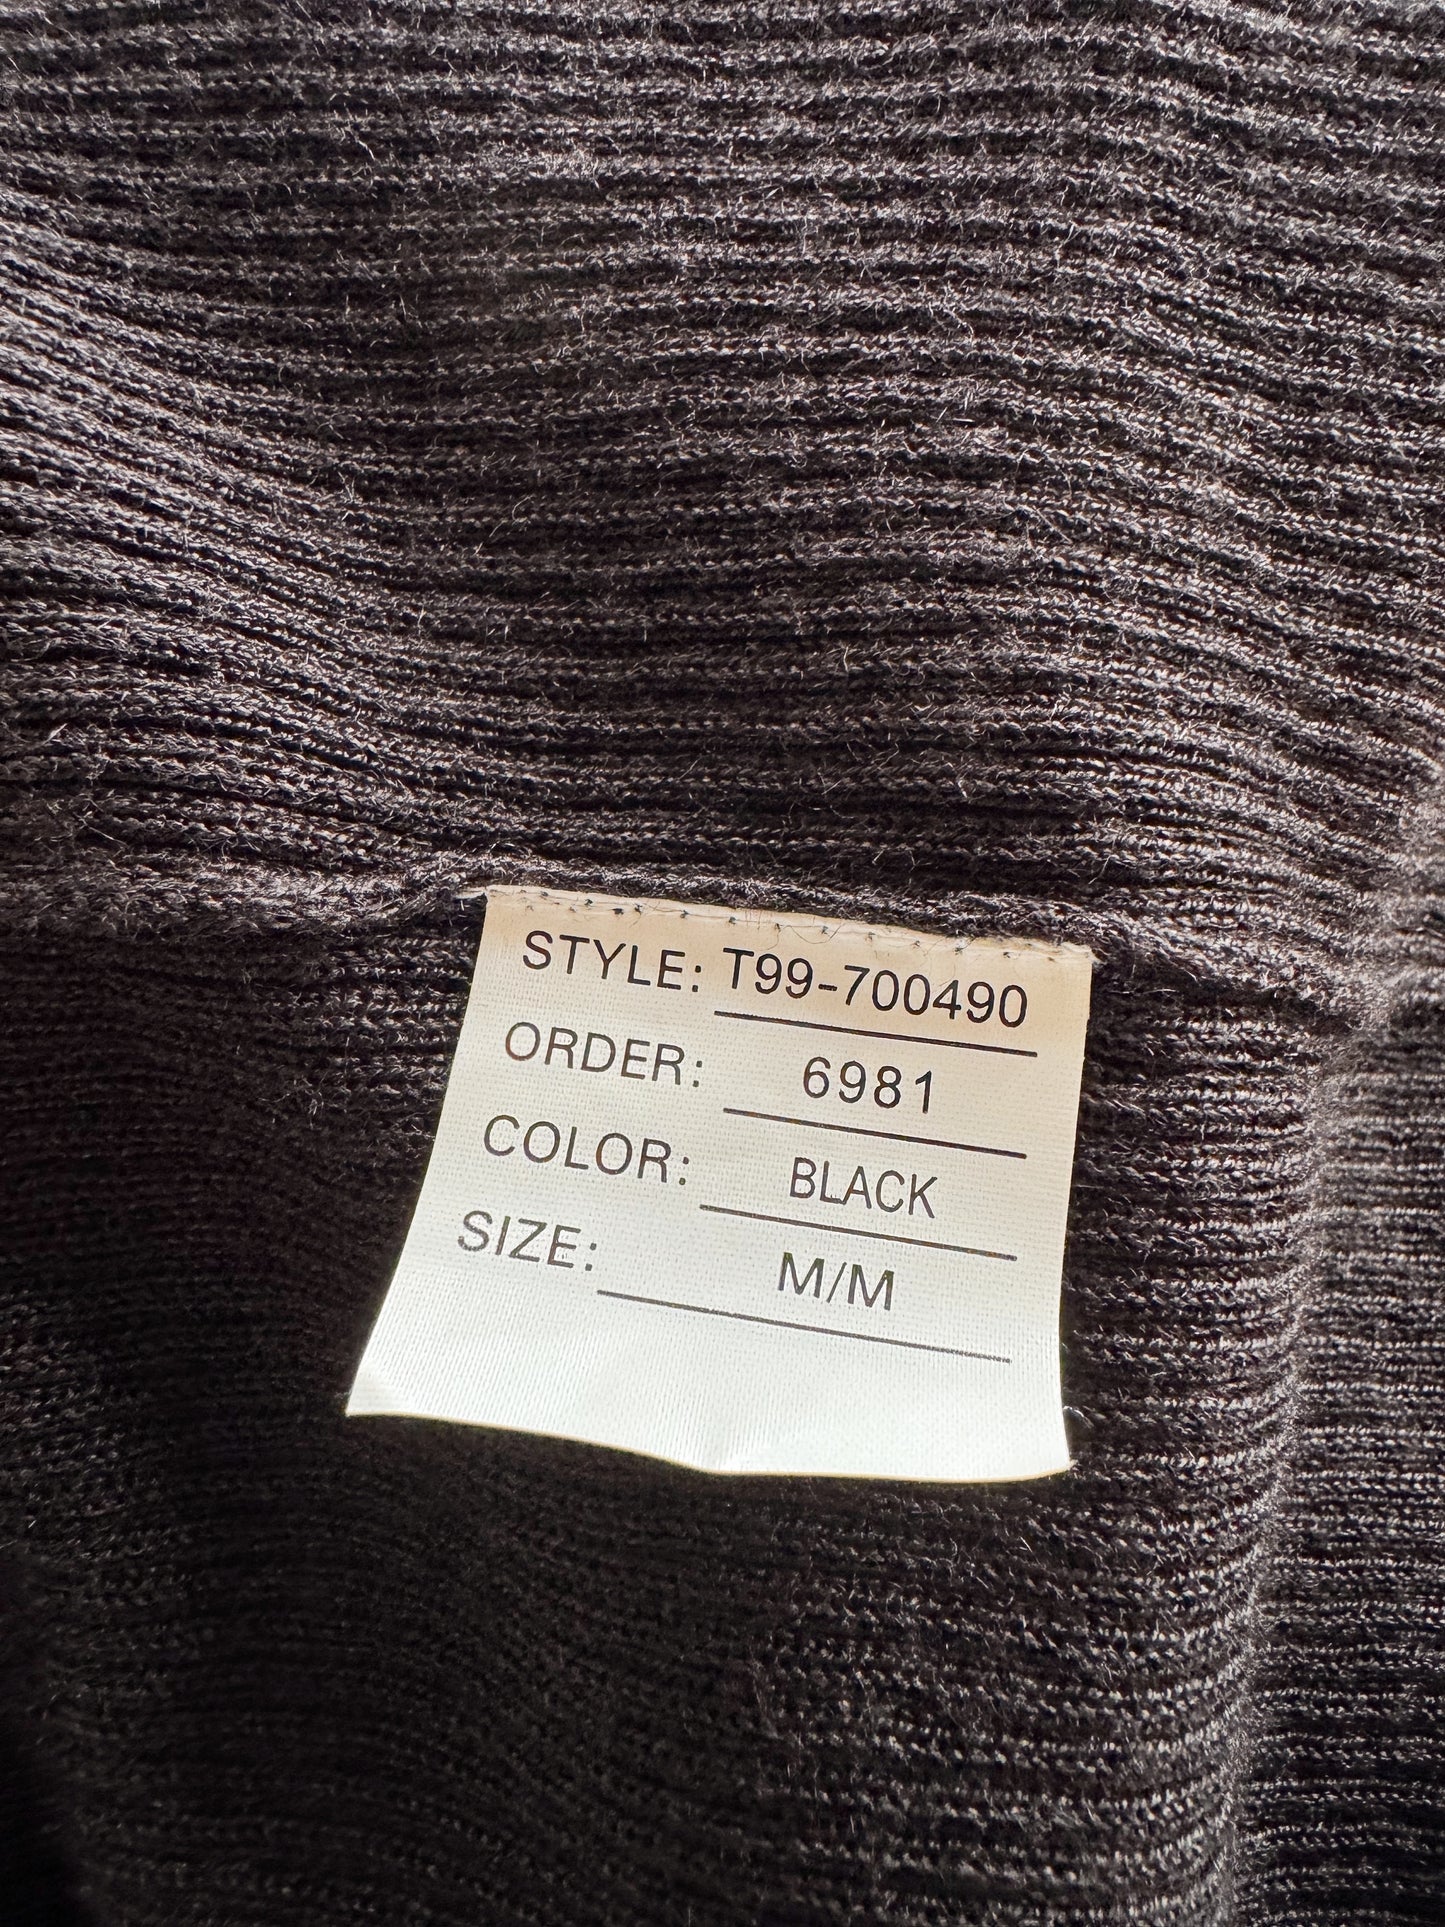 STYLE: T99-700490
ORDER: 6981
COLOR: BLACK
SIZE: M/M